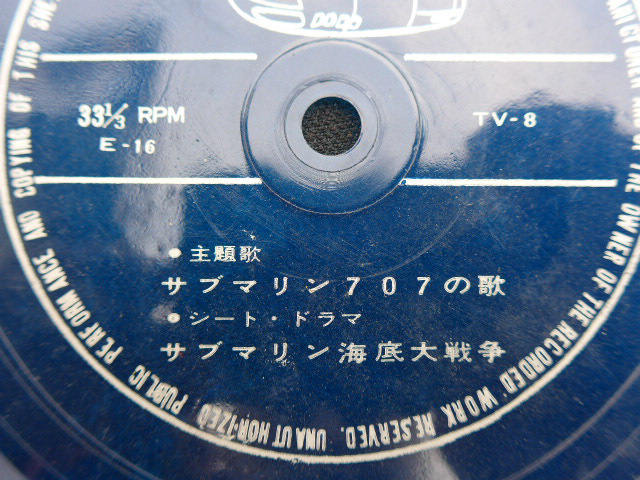 33⅓ RPM
E-16
TV-8
● 主題歌
サブマリン707の歌
● シート・ドラマ
サブマリン海底大戦争
OF THE OWNER OF THE RECORDED WORK RESERVED. UNAUTHORIZED PUBLIC PERFORMANCE AND COPYING OF THIS SHE